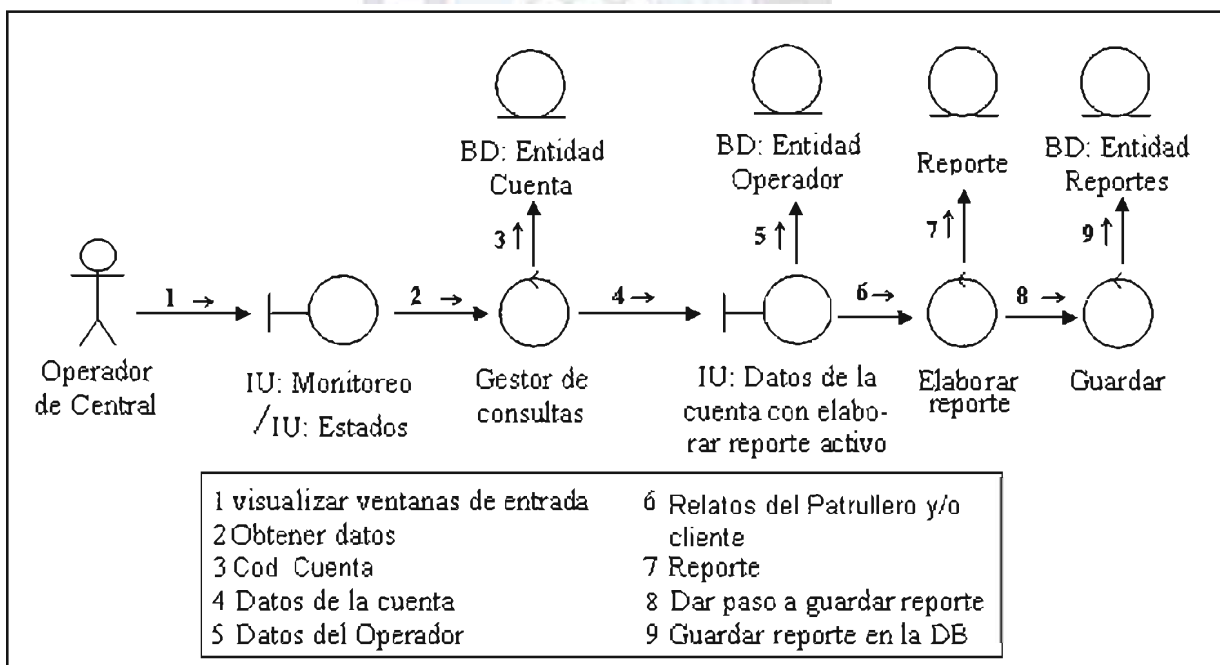 BD: Entidad
Cuenta
BD: Entidad
Operador
Reporte
BD: Entidad
Reportes
3 ↑
5 ↑
7 ↑
9 ↑
1 →
2 →
4 →
6 →
8 →
Operador
de Central
IU: Monitoreo
/IU: Estados
Gestor de
consultas
IU: Datos de la
cuenta con elabo-
rar reporte activo
Elaborar
reporte
Guardar
1 visualizar ventanas de entrada
2 Obtener datos
3 Cod Cuenta
4 Datos de la cuenta
5 Datos del Operador
6 Relatos del Patrullero y/o
cliente
7 Reporte
8 Dar paso a guardar reporte
9 Guardar reporte en la DB